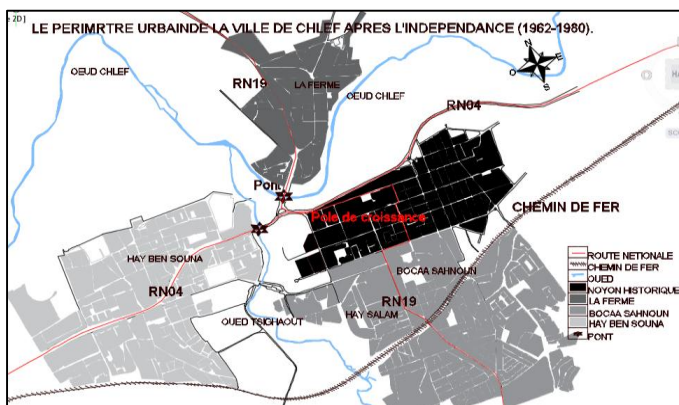 e 2D]
LE PERIMRTRE URBAINDE LA VILLE DE CHLEF APRES L'INDEPENDANCE (1962-1980).
N
E
O
S
OEUD CHLEF
RN19
LA FERME
OEUD CHLEF
RN04
Pont
Pole de croissance
CHEMIN DE FER
HAY BEN SOUNA
BOCAA SAHNOUN
RN04
RN19
OUED TSIGHAOUT
HAY SALAM
ROUTE NETIONALE
CHEMIN DE FER
OUED
NOYON HISTORIQUE
LA FERME
BOCAA SAHNOUN
HAY BEN SOUNA
PONT